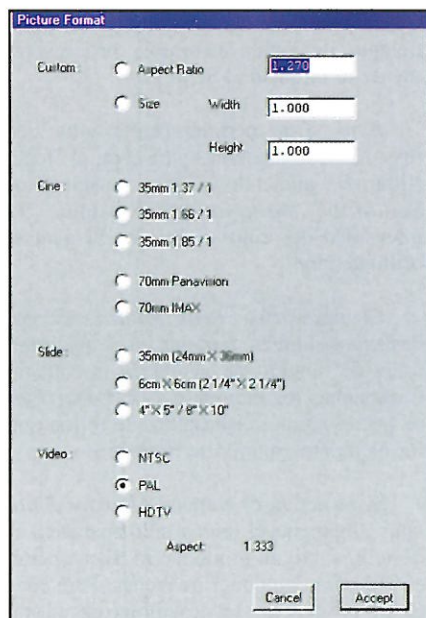 Picture Format
Custom: Aspect Ratio 1.270
Size Width 1.000
Height 1.000
Cine: 35mm 1.37 / 1
35mm 1.66 / 1
35mm 1.85 / 1
70mm Panavision
70mm IMAX
Slide: 35mm (24mm X 36mm)
6cm X 6cm (2 1/4" X 2 1/4")
4" X 5" / 8" X 10"
Video: NTSC
PAL
HDTV
Aspect: 1.333
Cancel Accept